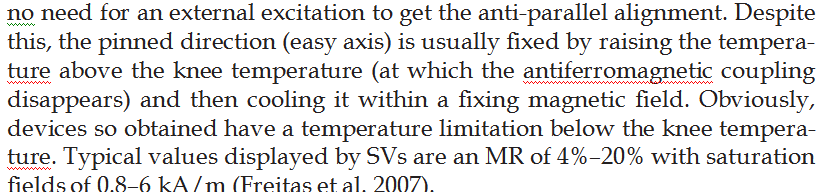 no need for an external excitation to get the anti-parallel alignment. Despite
this, the pinned direction (easy axis) is usually fixed by raising the tempera-
ture above the knee temperature (at which the antiferromagnetic coupling
disappears) and then cooling it within a fixing magnetic field. Obviously,
devices so obtained have a temperature limitation below the knee tempera-
ture. Typical values displayed by SVs are an MR of 4%–20% with saturation
fields of 0.8–6 kA/m (Freitas et al. 2007).